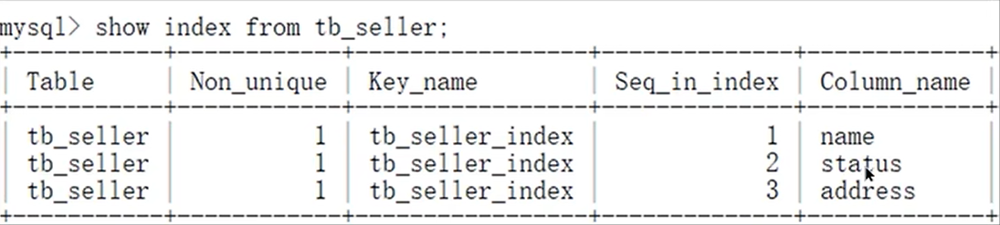 mysql> show index from tb_seller;
+-----------+------------+-----------------+--------------+-------------+
| Table | Non_unique | Key_name | Seq_in_index | Column_name |
+-----------+------------+-----------------+--------------+-------------+
| tb_seller | 1 | tb_seller_index | 1 | name |
| tb_seller | 1 | tb_seller_index | 2 | status |
| tb_seller | 1 | tb_seller_index | 3 | address |
+-----------+------------+-----------------+--------------+-------------+